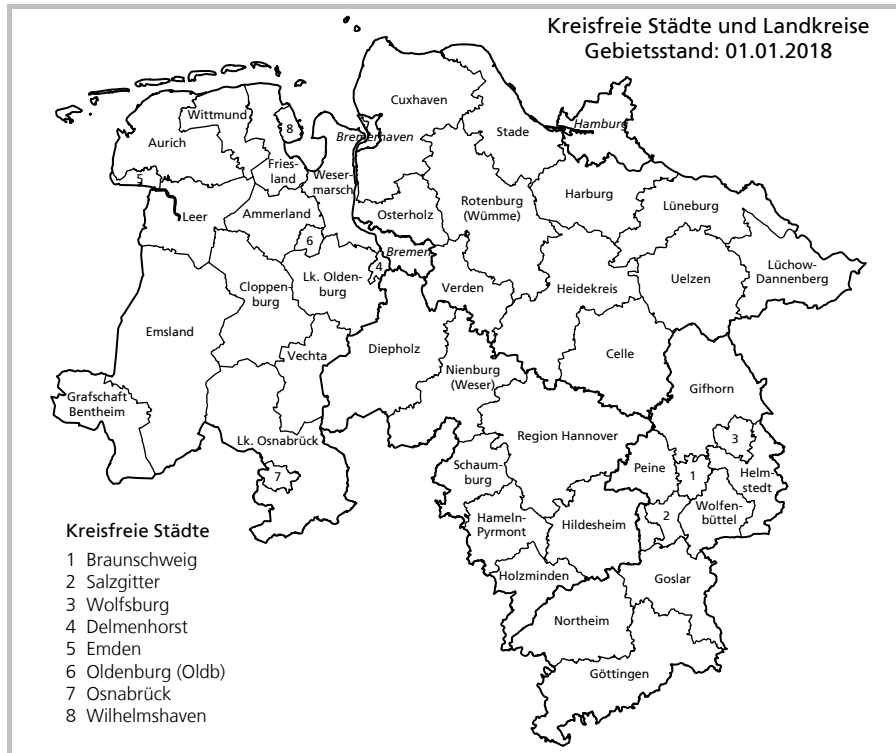 Kreisfreie Städte und Landkreise
Gebietsstand: 01.01.2018
Cuxhaven
Wittmund
8
Stade
Hamburg
Bremerhaven
Aurich
Fries-
land
Weser-
marsch
5
Harburg
Lüneburg
Leer
Ammerland
Osterholz
Rotenburg
(Wümme)
6
Bremen
4
Lk. Olden-
burg
Cloppen-
burg
Verden
Heidekreis
Uelzen
Lüchow-
Dannenberg
Emsland
Vechta
Diepholz
Celle
Nienburg
(Weser)
Gifhorn
Grafschaft
Bentheim
Lk. Osnabrück
Region Hannover
3
7
Schaum-
burg
Peine
1
Helm-
stedt
Wolfen-
büttel
2
Hameln-
Pyrmont
Hildesheim
Holzminden
Goslar
Northeim
Göttingen
Kreisfreie Städte
1 Braunschweig
2 Salzgitter
3 Wolfsburg
4 Delmenhorst
5 Emden
6 Oldenburg (Oldb)
7 Osnabrück
8 Wilhelmshaven